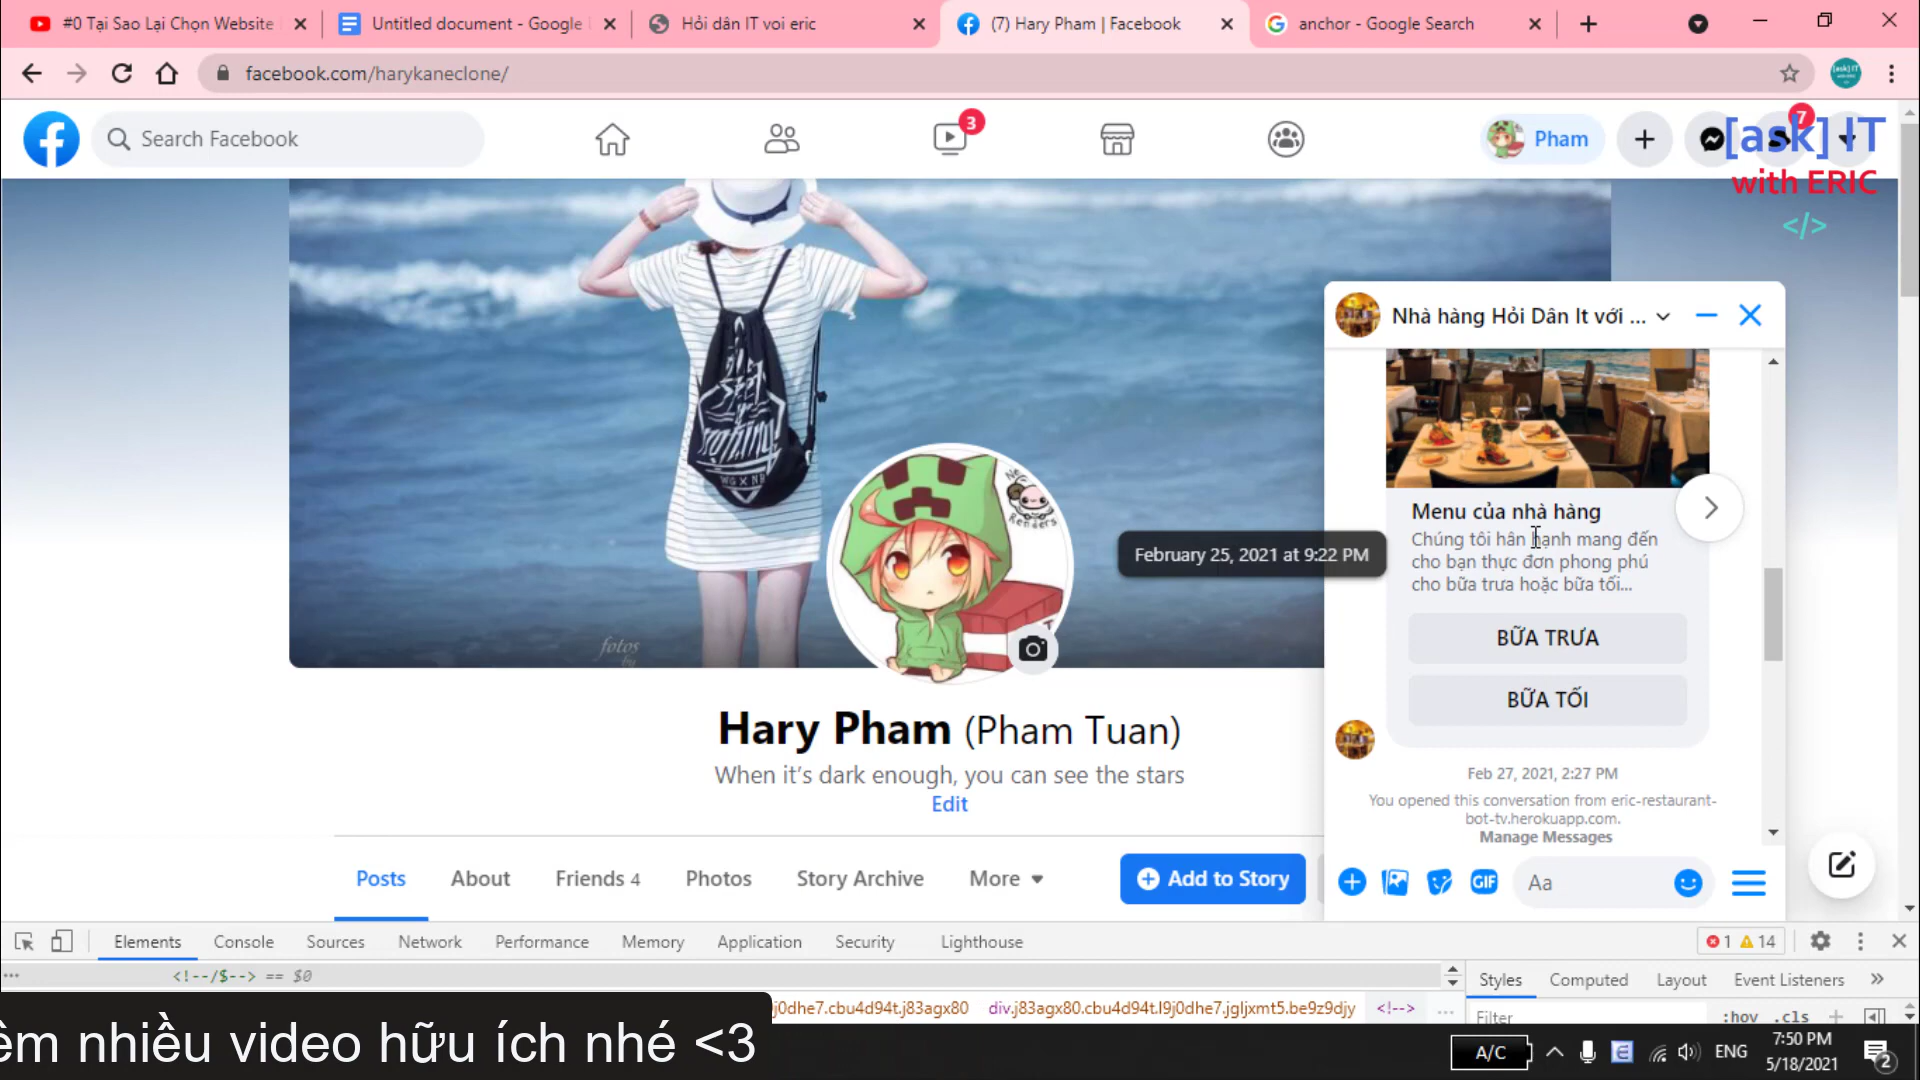 #0 Tại Sao Lại Chọn Website
Untitled document - Google
Hỏi dân IT voi eric
(7) Hary Pham | Facebook
anchor - Google Search
facebook.com/harykaneclone/
Search Facebook
3
Pham
7
[ask] IT
with ERIC
</>
Nhà hàng Hỏi Dân It với ...
Menu của nhà hàng
Chúng tôi hân hạnh mang đến
cho bạn thực đơn phong phú
cho bữa trưa hoặc bữa tối...
February 25, 2021 at 9:22 PM
BỮA TRƯA
BỮA TỐI
Feb 27, 2021, 2:27 PM
You opened this conversation from eric-restaurant-
bot-tv.herokuapp.com.
Manage Messages
GIF
Aa
fotos
by
Hary Pham (Pham Tuan)
When it's dark enough, you can see the stars
Edit
Posts
About
Friends 4
Photos
Story Archive
More
Add to Story
Elements
Console
Sources
Network
Performance
Memory
Application
Security
Lighthouse
1
14
<!--/$--> == $0
Styles
Computed
Layout
Event Listeners
j0dhe7.cbu4d94t.j83agx80
div.j83agx80.cbu4d94t.l9j0dhe7.jgljxmt5.be9z9djy
<!-->
Filter
:hov
.cls
êm nhiều video hữu ích nhé <3
A/C
ENG
7:50 PM
5/18/2021
2